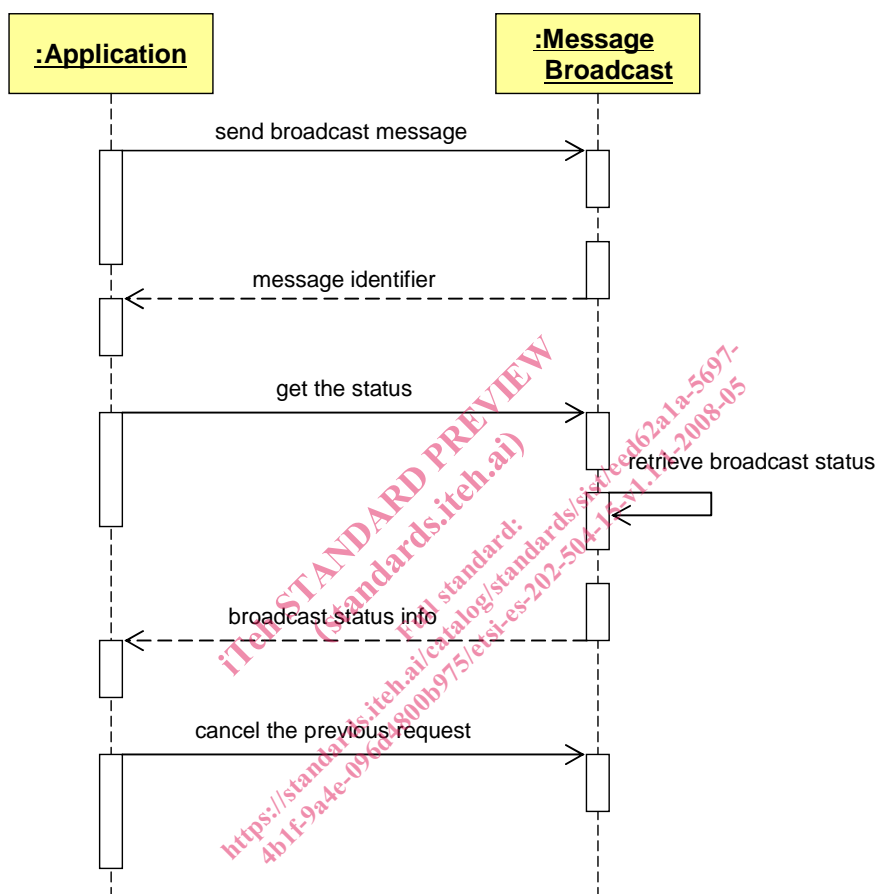 :Application
:Message
Broadcast
send broadcast message
message identifier
get the status
retrieve broadcast status
broadcast status info
cancel the previous request
iTeh STANDARD PREVIEW
(standards.iteh.ai)
Full standard:
https://standards.iteh.ai/catalog/standards/sist/eed62a1a-5697-
4b1f-9a4e-096d4800b975/etsi-es-202-504-15-v1.1.1-2008-05